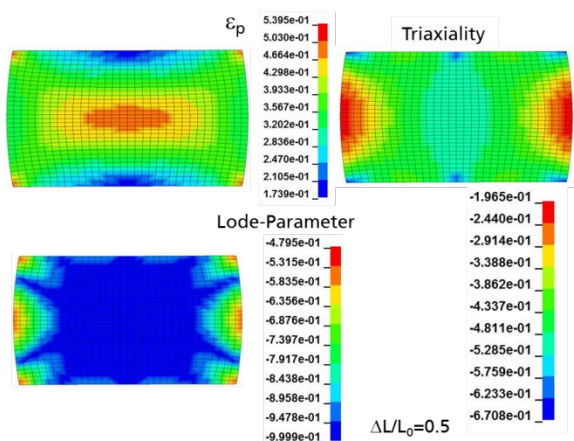 εp
Triaxiality
5.395e-01
5.030e-01
4.664e-01
4.298e-01
3.933e-01
3.567e-01
3.202e-01
2.836e-01
2.470e-01
2.105e-01
1.739e-01
Lode-Parameter
-4.795e-01
-5.315e-01
-5.835e-01
-6.356e-01
-6.876e-01
-7.397e-01
-7.917e-01
-8.438e-01
-8.958e-01
-9.478e-01
-9.999e-01
-1.965e-01
-2.440e-01
-2.914e-01
-3.388e-01
-3.862e-01
-4.337e-01
-4.811e-01
-5.285e-01
-5.759e-01
-6.233e-01
-6.708e-01
ΔL/L₀=0.5